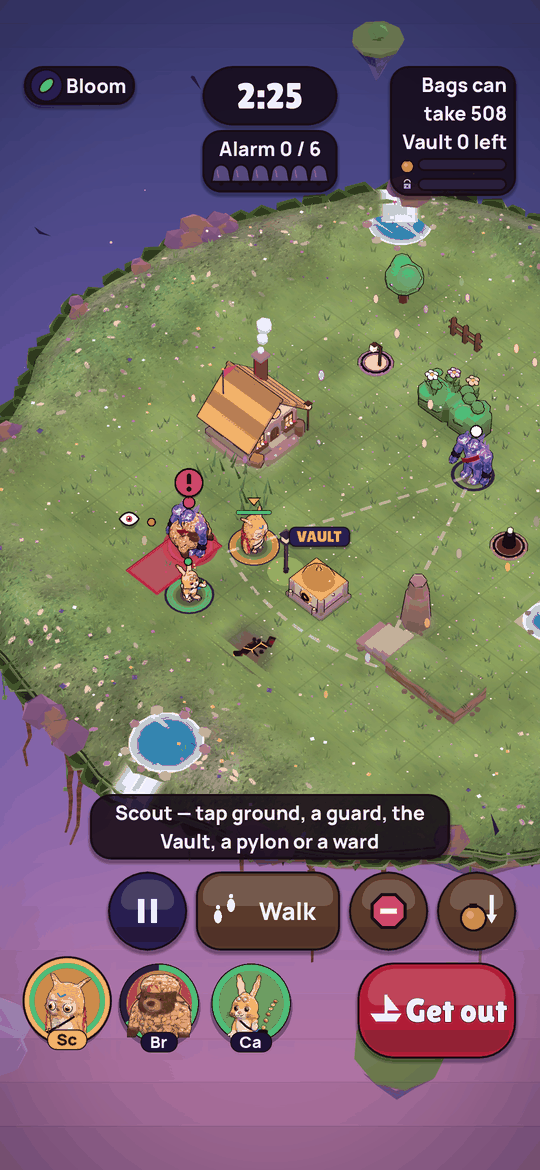 Bloom
2:25
Alarm 0 / 6
Bags can
take 508
Vault 0 left
!
VAULT
Scout — tap ground, a guard, the
Vault, a pylon or a ward
Walk
Get out
Sc
Br
Ca